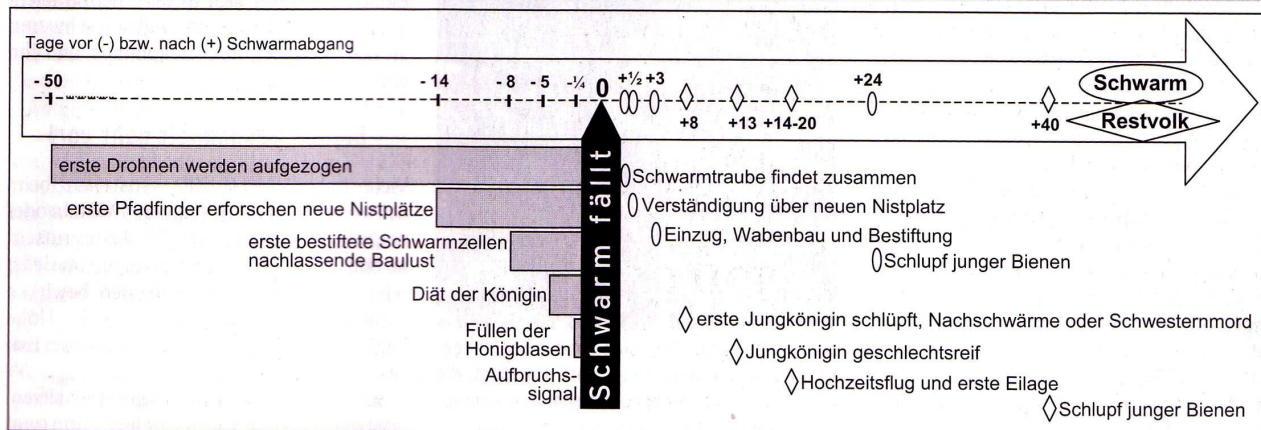 Tage vor (-) bzw. nach (+) Schwarmabgang
- 50
- 14
- 8
- 5
-¼
0
+½
+3
+8
+13
+14-20
+24
+40
Schwarm
Restvolk
Schwarm fällt
erste Drohnen werden aufgezogen
erste Pfadfinder erforschen neue Nistplätze
erste bestiftete Schwarmzellen
nachlassende Baulust
Diät der Königin
Füllen der
Honigblasen
Aufbruchs-
signal
Schwarmtraube findet zusammen
Verständigung über neuen Nistplatz
Einzug, Wabenbau und Bestiftung
Schlupf junger Bienen
erste Jungkönigin schlüpft, Nachschwärme oder Schwesternmord
Jungkönigin geschlechtsreif
Hochzeitsflug und erste Eilage
Schlupf junger Bienen